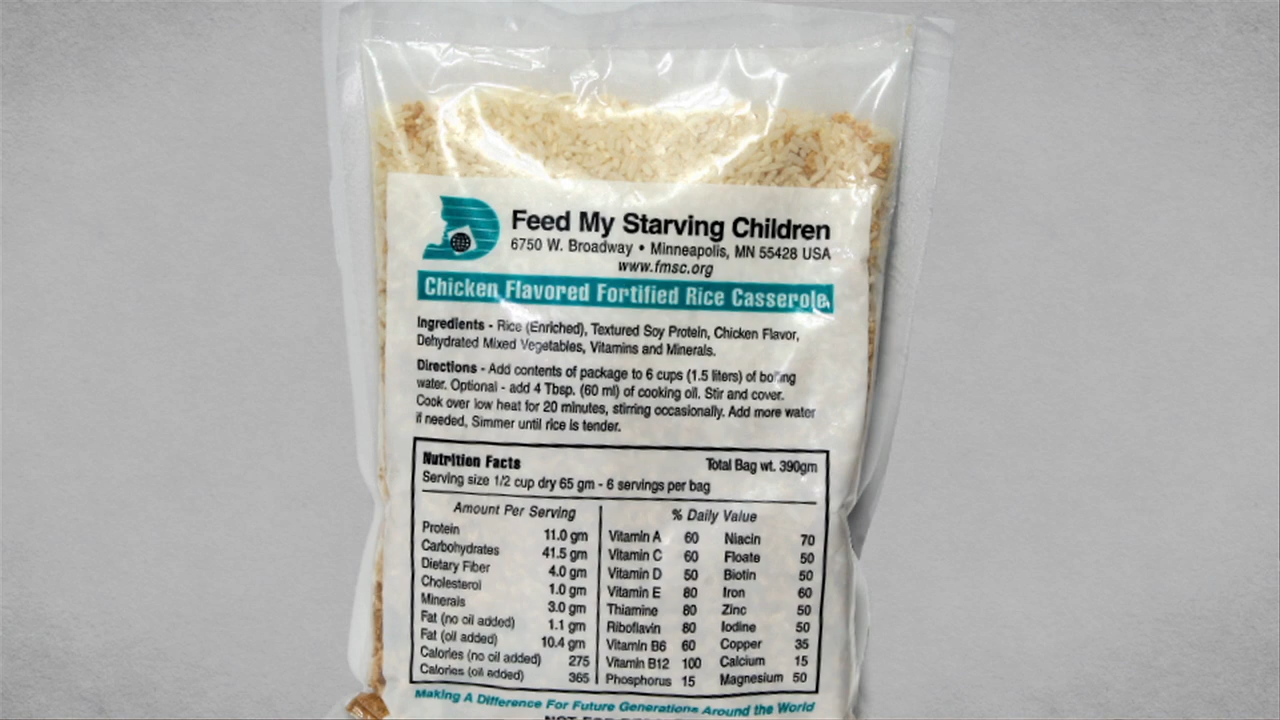 Feed My Starving Children
6750 W. Broadway • Minneapolis, MN 55428 USA
www.fmsc.org
Chicken Flavored Fortified Rice Casserole
Ingredients - Rice (Enriched), Textured Soy Protein, Chicken Flavor,
Dehydrated Mixed Vegetables, Vitamins and Minerals.
Directions - Add contents of package to 6 cups (1.5 liters) of boiling
water. Optional - add 4 Tbsp. (60 ml) of cooking oil. Stir and cover.
Cook over low heat for 20 minutes, stirring occasionally. Add more water
if needed, Simmer until rice is tender.
Nutrition Facts Total Bag wt. 390gm
Serving size 1/2 cup dry 65 gm - 6 servings per bag
Amount Per Serving
Protein 11.0 gm
Carbohydrates 41.5 gm
Dietary Fiber 4.0 gm
Cholesterol 1.0 gm
Minerals 3.0 gm
Fat (no oil added) 1.1 gm
Fat (oil added) 10.4 gm
Calories (no oil added) 275
Calories (oil added) 365
% Daily Value
Vitamin A 60 Niacin 70
Vitamin C 60 Floate 50
Vitamin D 50 Biotin 50
Vitamin E 80 Iron 60
Thiamine 80 Zinc 50
Riboflavin 80 Iodine 50
Vitamin B6 60 Copper 35
Vitamin B12 100 Calcium 15
Phosphorus 15 Magnesium 50
Making A Difference For Future Generations Around the World
NOT FOR